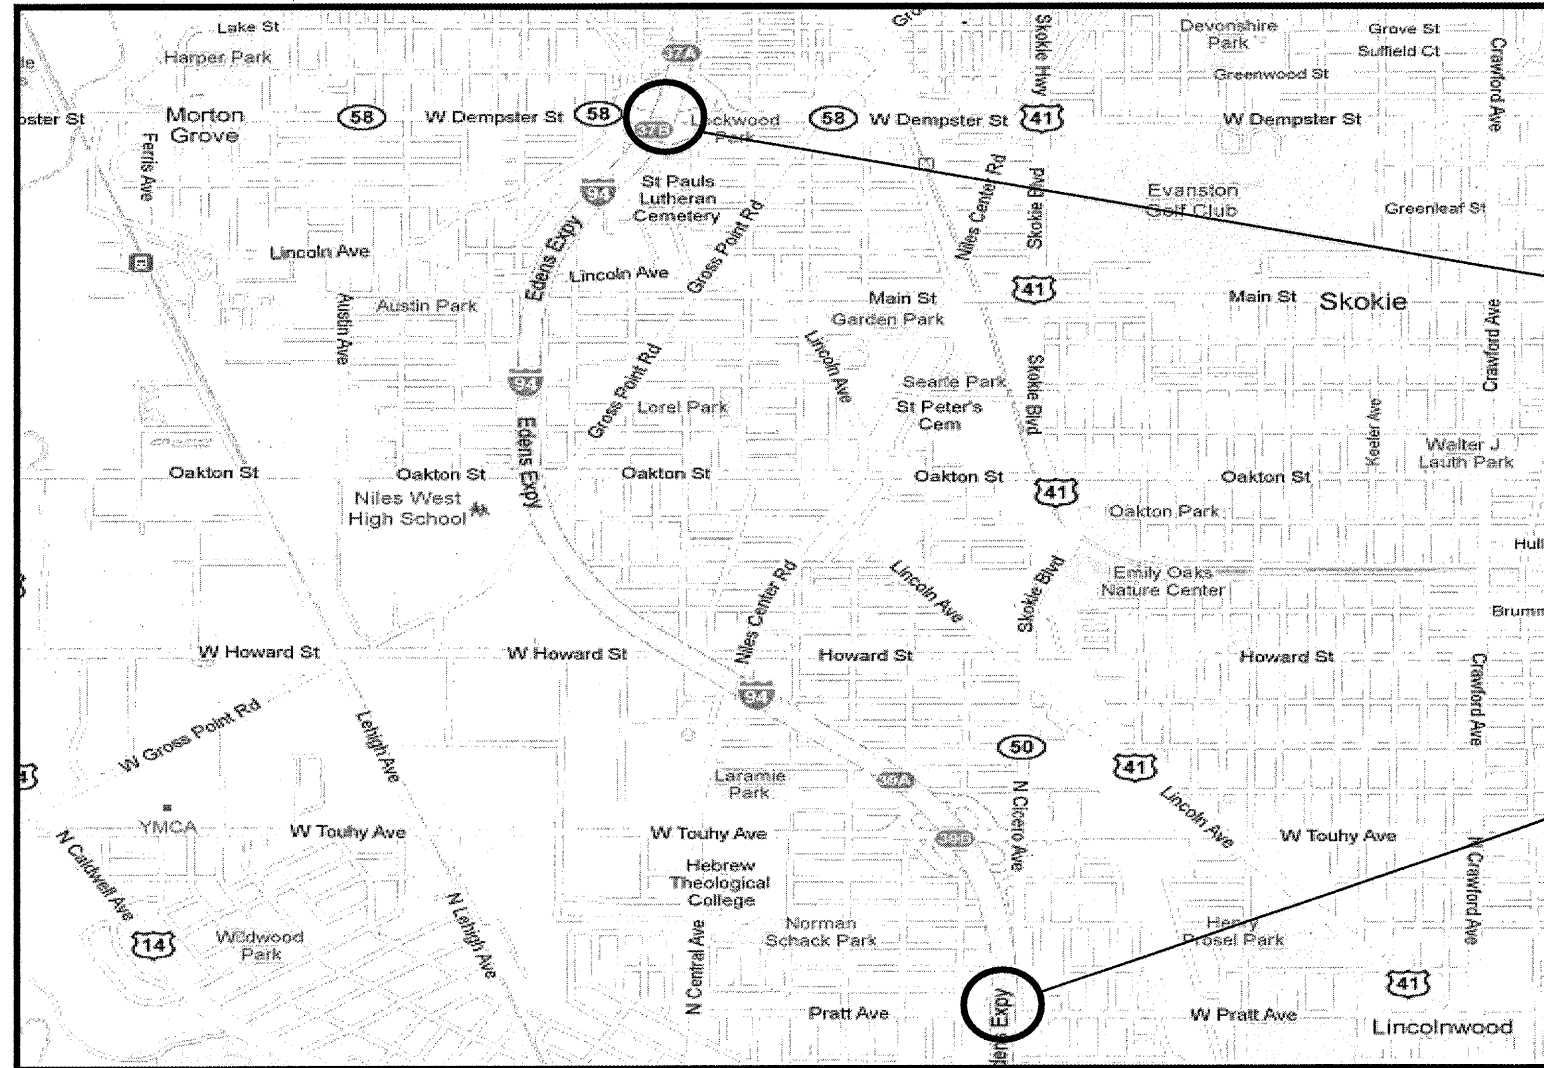 Lake St
Harper Park
37A
Skokie Hwy
Devonshire
Park
Grove St
Suffield Ct
Greenwood St
Crawford Ave
Morton
Grove
58
W Dempster St
58
37B
Lockwood
Park
58
W Dempster St
41
W Dempster St
Ferris Ave
94
St Pauls
Lutheran
Cemetery
Niles Center Rd
Skokie Blvd
Evanston
Golf Club
Greenleaf St
Lincoln Ave
Edens Expy
Lincoln Ave
Gross Point Rd
Austin Park
Austin Ave
Main St
Garden Park
41
Main St
Skokie
Crawford Ave
94
Gross Point Rd
Lorel Park
Lincoln Ave
Searle Park
St Peter's
Cem
Skokie Blvd
Keeler Ave
Walter J
Lauth Park
Oakton St
Oakton St
Edens Expy
Oakton St
Oakton St
41
Oakton St
Niles West
High School
Oakton Park
Hull
Niles Center Rd
Lincoln Ave
Skokie Blvd
Emily Oaks
Nature Center
Brumm
W Howard St
W Howard St
Howard St
Howard St
Crawford Ave
94
W Gross Point Rd
Lehigh Ave
50
41
Laramie
Park
39A
N Cicero Ave
Lincoln Ave
YMCA
W Touhy Ave
W Touhy Ave
39B
W Touhy Ave
N Caldwell Ave
Hebrew
Theological
College
N Crawford Ave
14
Wildwood
Park
N Lehigh Ave
N Central Ave
Norman
Schack Park
Henry
Prosel Park
Pratt Ave
Edens Expy
W Pratt Ave
41
Lincolnwood